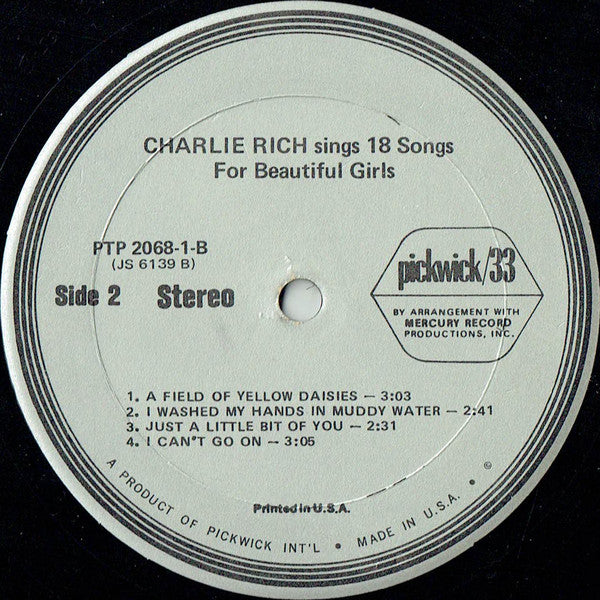 CHARLIE RICH sings 18 Songs
For Beautiful Girls
PTP 2068-1-B
(JS 6139 B)
Side 2 Stereo
pickwick/33
BY ARRANGEMENT WITH
MERCURY RECORD
PRODUCTIONS, INC.
1. A FIELD OF YELLOW DAISIES — 3:03
2. I WASHED MY HANDS IN MUDDY WATER — 2:41
3. JUST A LITTLE BIT OF YOU — 2:31
4. I CAN'T GO ON — 3:05
Printed in U.S.A.
A PRODUCT OF PICKWICK INT'L • MADE IN U.S.A. • ©